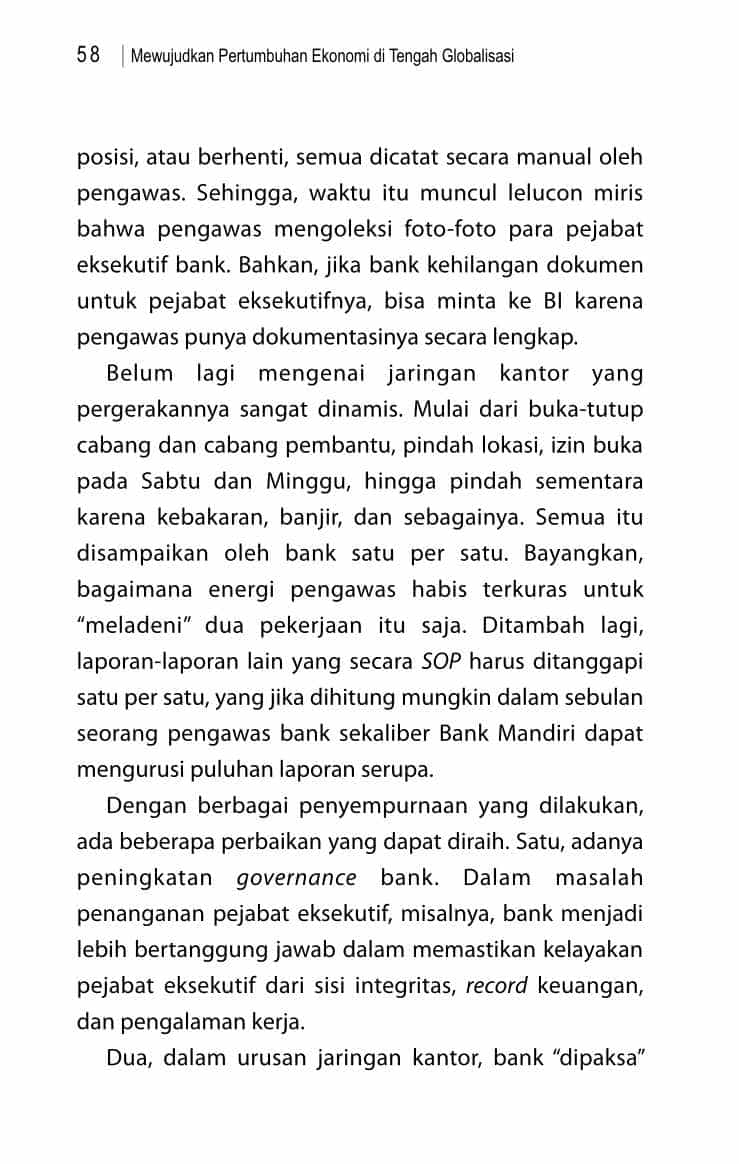 58 | Mewujudkan Pertumbuhan Ekonomi di Tengah Globalisasi
posisi, atau berhenti, semua dicatat secara manual oleh
pengawas. Sehingga, waktu itu muncul lelucon miris
bahwa pengawas mengoleksi foto-foto para pejabat
eksekutif bank. Bahkan, jika bank kehilangan dokumen
untuk pejabat eksekutifnya, bisa minta ke BI karena
pengawas punya dokumentasinya secara lengkap.
Belum lagi mengenai jaringan kantor yang
pergerakannya sangat dinamis. Mulai dari buka-tutup
cabang dan cabang pembantu, pindah lokasi, izin buka
pada Sabtu dan Minggu, hingga pindah sementara
karena kebakaran, banjir, dan sebagainya. Semua itu
disampaikan oleh bank satu per satu. Bayangkan,
bagaimana energi pengawas habis terkuras untuk
“meladeni” dua pekerjaan itu saja. Ditambah lagi,
laporan-laporan lain yang secara SOP harus ditanggapi
satu per satu, yang jika dihitung mungkin dalam sebulan
seorang pengawas bank sekaliber Bank Mandiri dapat
mengurusi puluhan laporan serupa.
Dengan berbagai penyempurnaan yang dilakukan,
ada beberapa perbaikan yang dapat diraih. Satu, adanya
peningkatan governance bank. Dalam masalah
penanganan pejabat eksekutif, misalnya, bank menjadi
lebih bertanggung jawab dalam memastikan kelayakan
pejabat eksekutif dari sisi integritas, record keuangan,
dan pengalaman kerja.
Dua, dalam urusan jaringan kantor, bank “dipaksa”